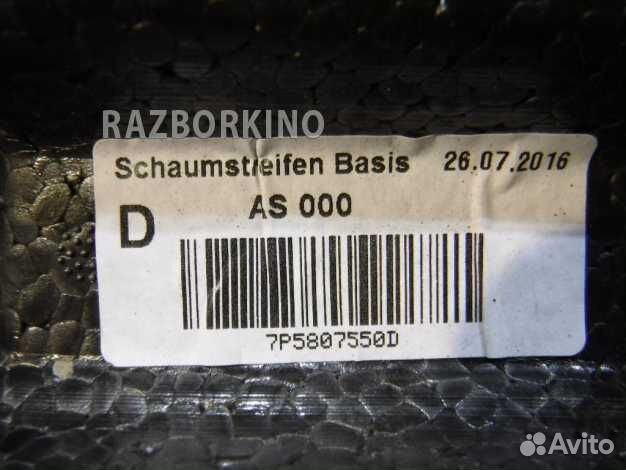 RAZBORKINO
Schaumstreifen Basis 26.07.2016
D AS 000
7P5807550D
Avito